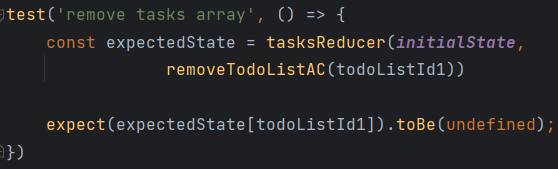 test('remove tasks array', () => {
    const expectedState = tasksReducer(initialState,
            removeTodoListAC(todoListId1))
    expect(expectedState[todoListId1]).toBe(undefined);
})